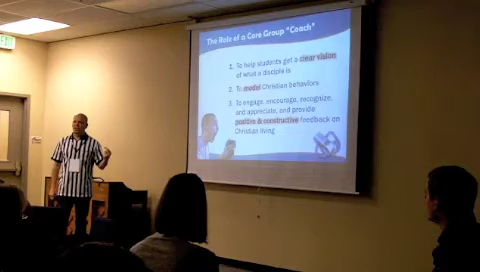 EXIT
The Role of a Core Group "Coach"
1. To help students get a clear vision
of what a disciple is
2. To model Christian behaviors
3. To engage, encourage, recognize,
and appreciate, and provide
positive & constructive feedback on
Christian living